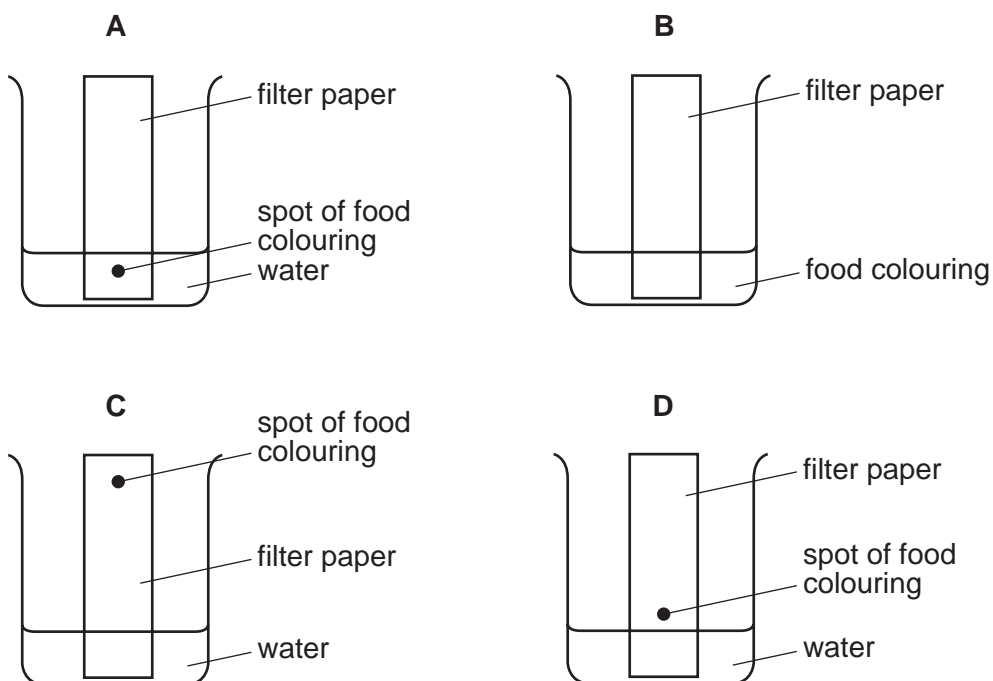 A
filter paper
spot of food
colouring
water
B
filter paper
food colouring
C
spot of food
colouring
filter paper
water
D
filter paper
spot of food
colouring
water